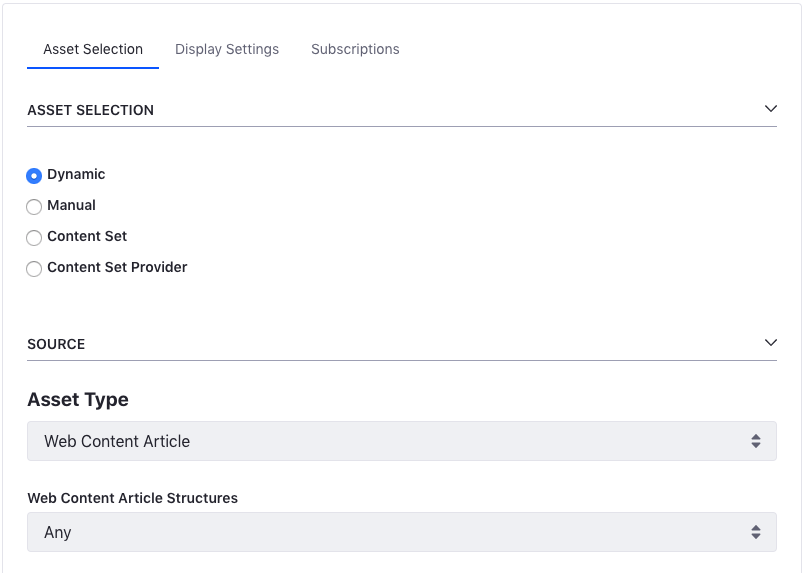 Asset Selection Display Settings Subscriptions
ASSET SELECTION
Dynamic
Manual
Content Set
Content Set Provider
SOURCE
Asset Type
Web Content Article
Web Content Article Structures
Any